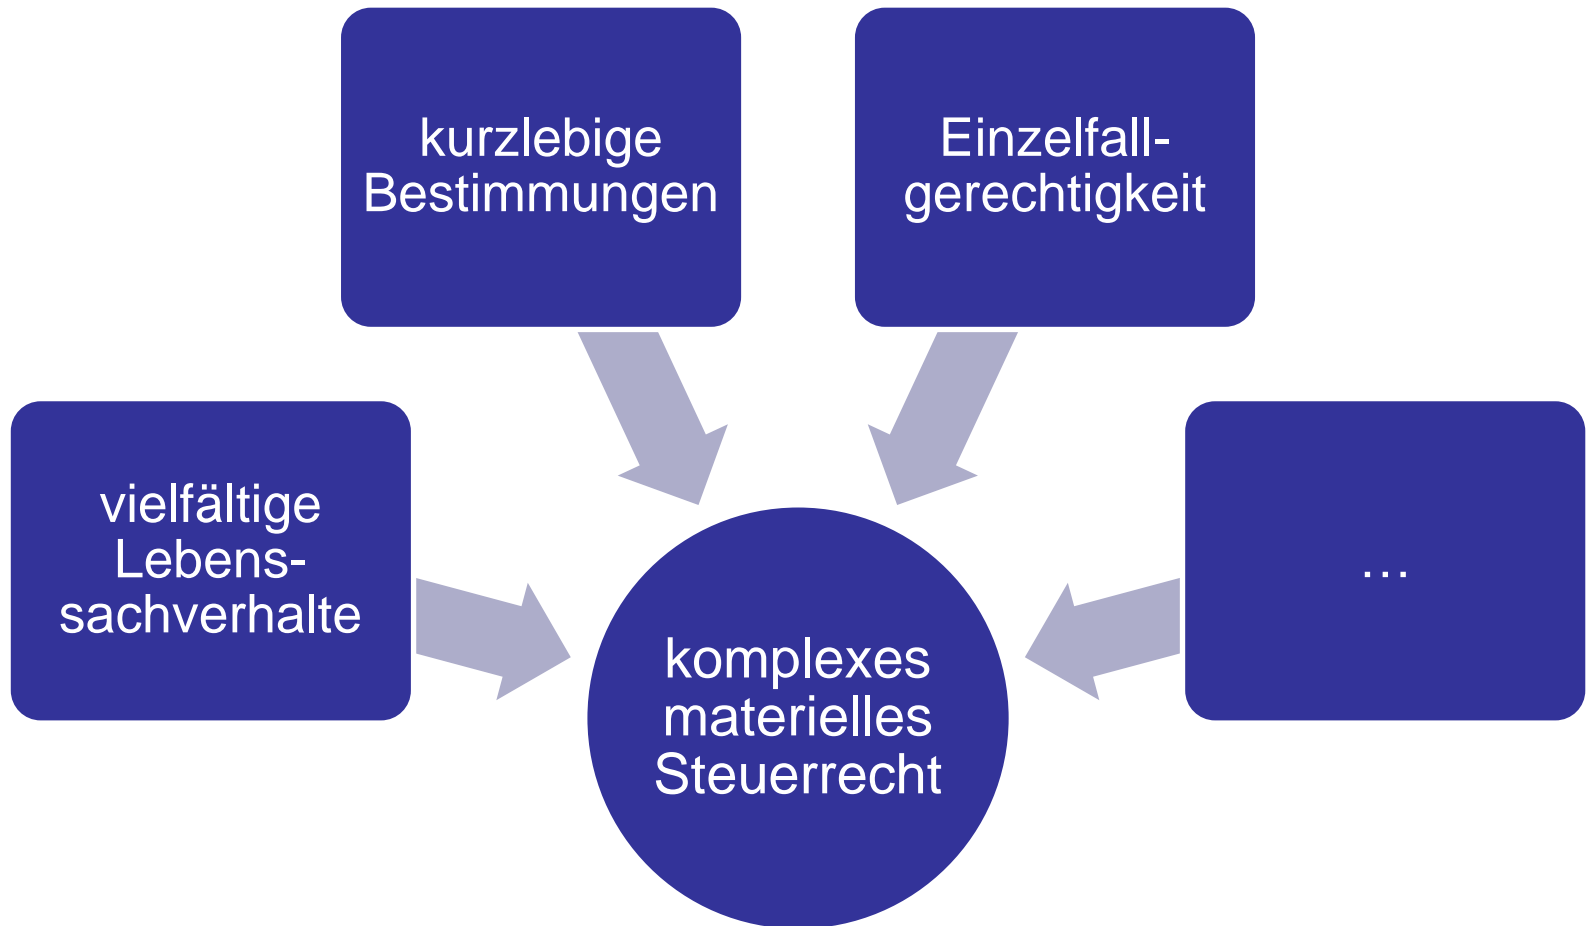 kurzlebige
Bestimmungen
Einzelfall-
gerechtigkeit
vielfältige
Lebens-
sachverhalte
…
komplexes
materielles
Steuerrecht